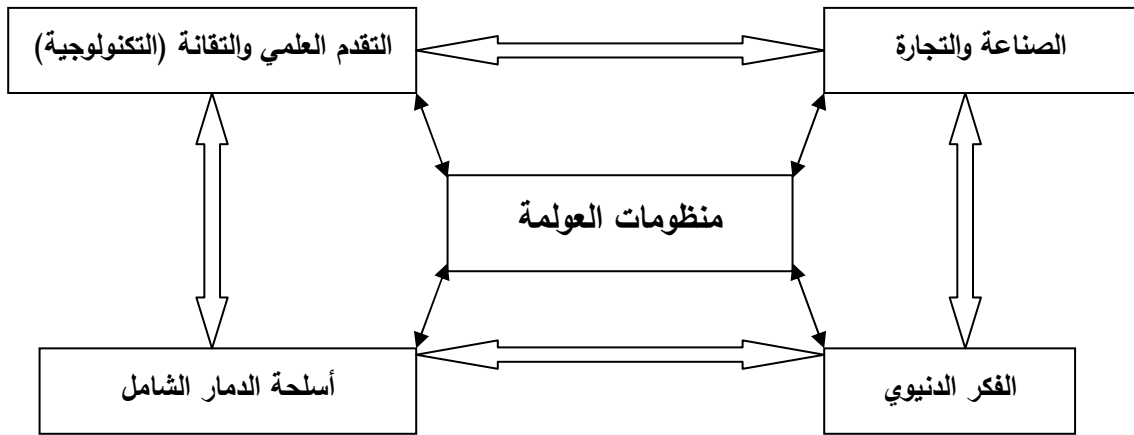 الصناعة والتجارة
التقدم العلمي والتقانة (التكنولوجية)
منظومات العولمة
الفكر الدنيوي
أسلحة الدمار الشامل